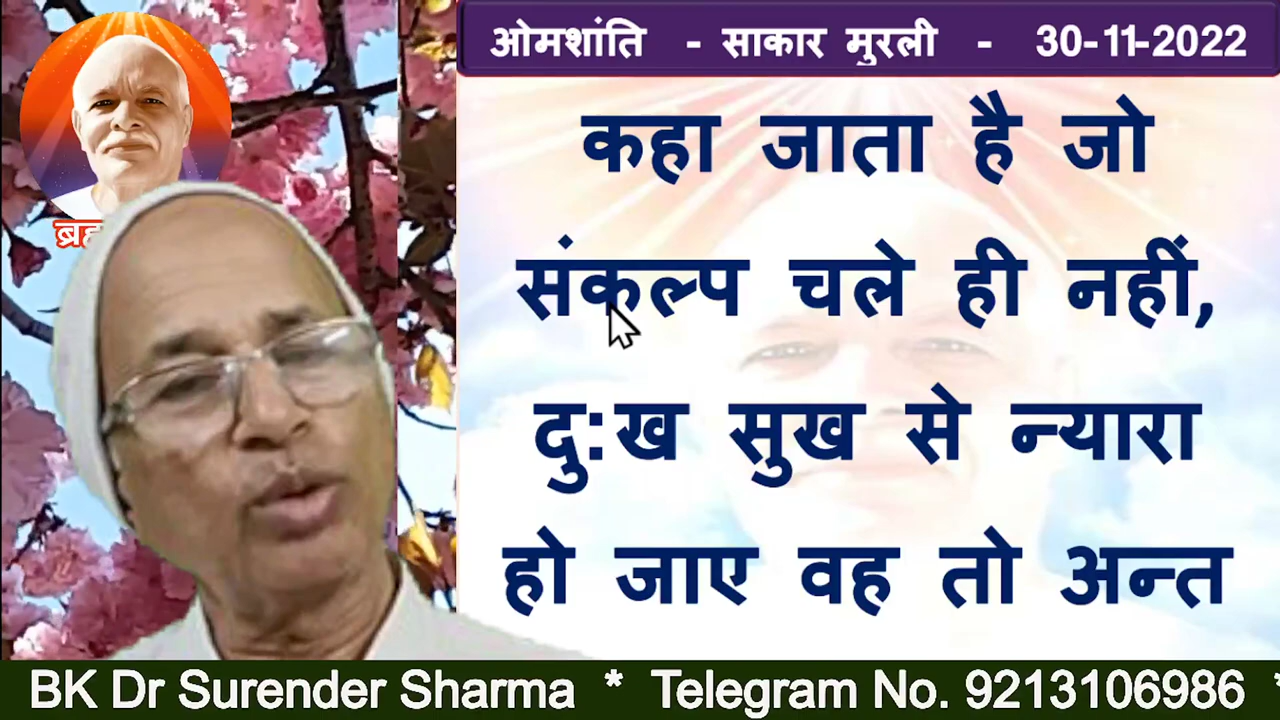 ओमशांति - साकार मुरली - 30-11-2022
कहा जाता है जो
संकल्प चले ही नहीं,
दु:ख सुख से न्यारा
हो जाए वह तो अन्त
BK Dr Surender Sharma * Telegram No. 9213106986 *